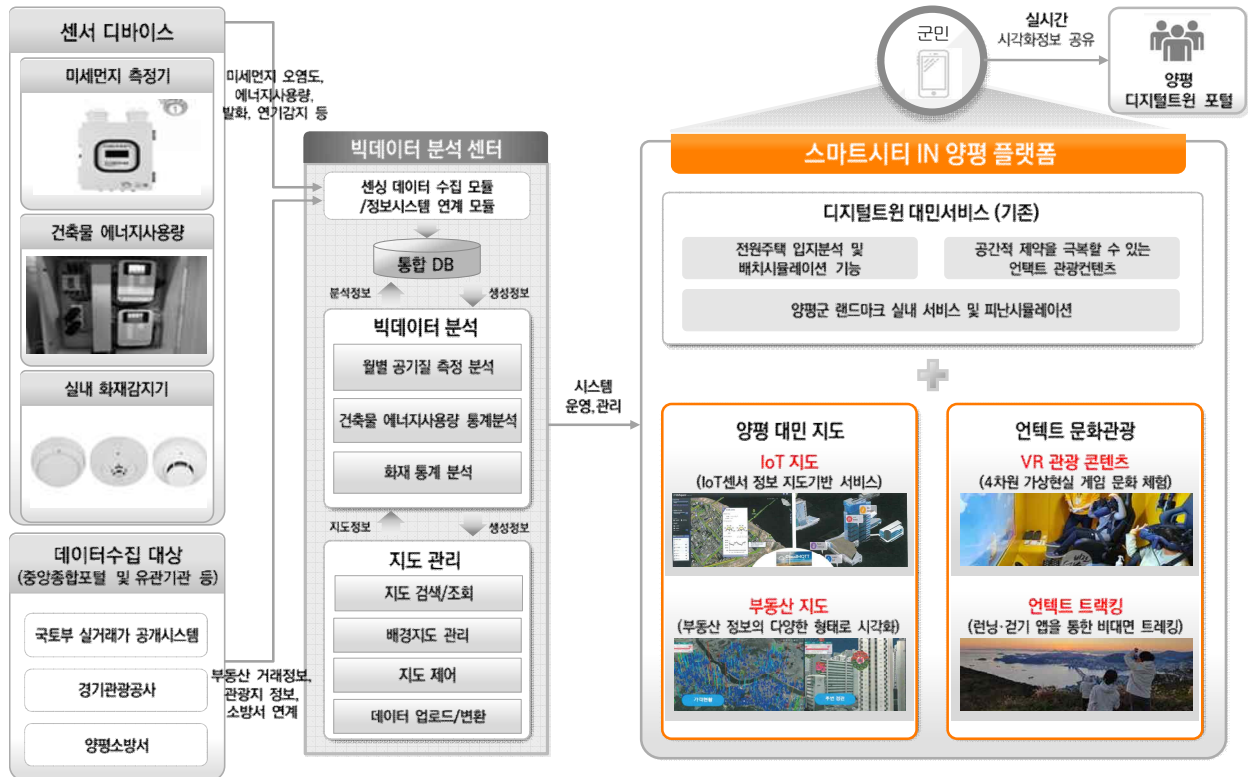 센서 디바이스
미세먼지 측정기
건축물 에너지사용량
실내 화재감지기
데이터수집 대상
(중앙종합포털 및 유관기관 등)
국토부 실거래가 공개시스템
경기관광공사
양평소방서
미세먼지 오염도,
에너지사용량,
발화, 연기감지 등
부동산 거래정보,
관광지 정보,
소방서 연계
빅데이터 분석 센터
센싱 데이터 수집 모듈
/정보시스템 연계 모듈
통합 DB
분석정보
생성정보
빅데이터 분석
월별 공기질 측정 분석
건축물 에너지사용량 통계분석
화재 통계 분석
지도정보
생성정보
지도 관리
지도 검색/조회
배경지도 관리
지도 제어
데이터 업로드/변환
시스템
운영,관리
군민
실시간
시각화정보 공유
양평
디지털트윈 포털
스마트시티 IN 양평 플랫폼
디지털트윈 대민서비스 (기존)
전원주택 입지분석 및
배치시뮬레이션 기능
공간적 제약을 극복할 수 있는
언택트 관광컨텐츠
양평군 랜드마크 실내 서비스 및 피난시뮬레이션
양평 대민 지도
IoT 지도
(IoT센서 정보 지도기반 서비스)
부동산 지도
(부동산 정보의 다양한 형태로 시각화)
언텍트 문화관광
VR 관광 콘텐츠
(4차원 가상현실 게임 문화 체험)
언텍트 트랙킹
(런닝·걷기 앱을 통한 비대면 트레킹)